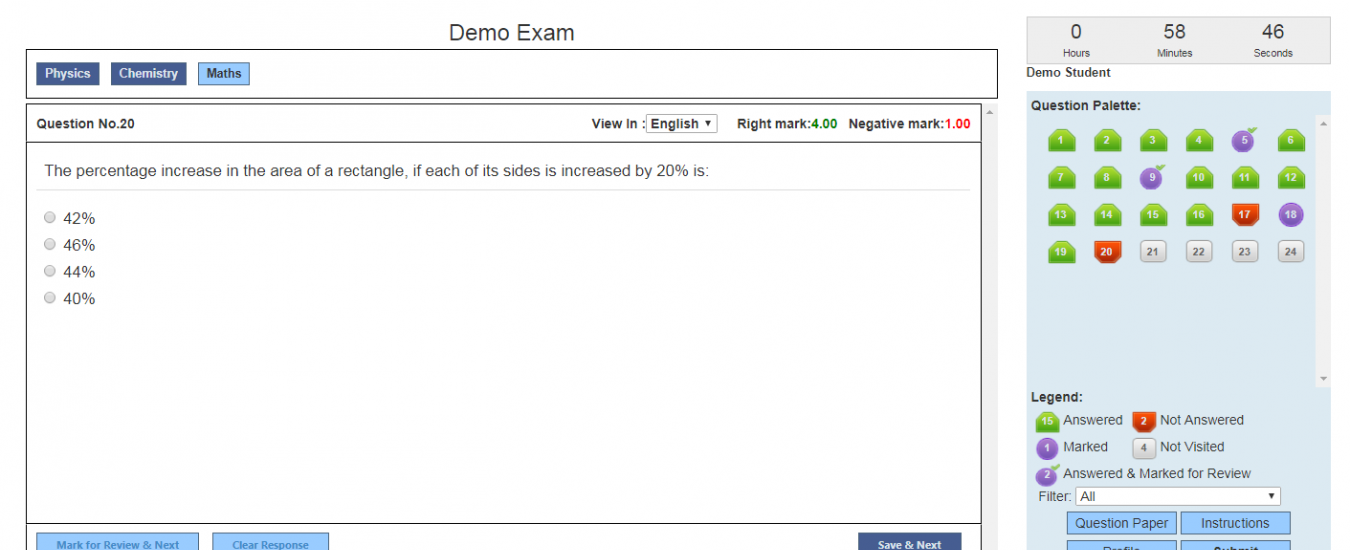 Demo Exam
0 58 46
Hours Minutes Seconds
Demo Student
Physics Chemistry Maths
Question No.20 View In : English Right mark:4.00 Negative mark:1.00
The percentage increase in the area of a rectangle, if each of its sides is increased by 20% is:
42%
46%
44%
40%
Mark for Review & Next Clear Response Save & Next
Question Palette:
1 2 3 4 5 6
7 8 9 10 11 12
13 14 15 16 17 18
19 20 21 22 23 24
Legend:
15 Answered 2 Not Answered
1 Marked 4 Not Visited
2 Answered & Marked for Review
Filter: All
Question Paper Instructions
Profile Submit